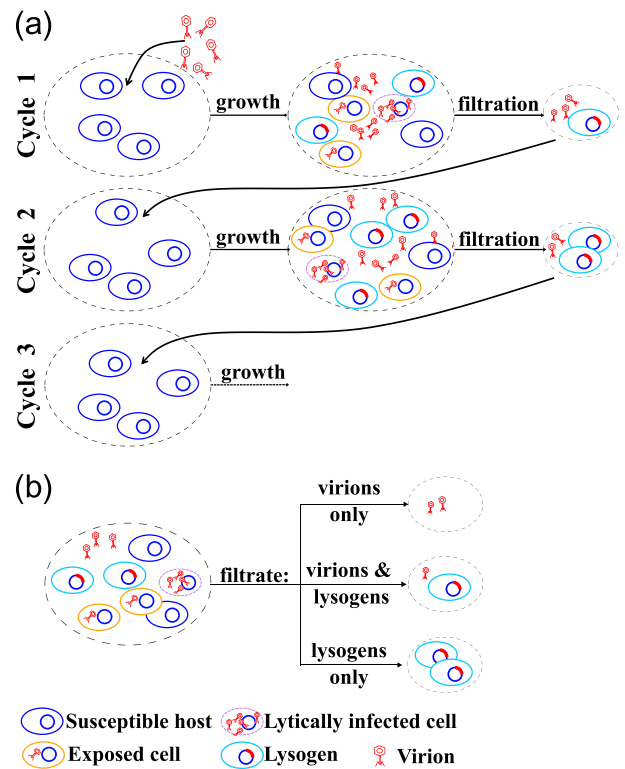 (a)
Cycle 1
growth
filtration
Cycle 2
growth
filtration
Cycle 3
growth
(b)
filtrate:
virions
only
virions &
lysogens
lysogens
only
Susceptible host
Lytically infected cell
Exposed cell
Lysogen
Virion